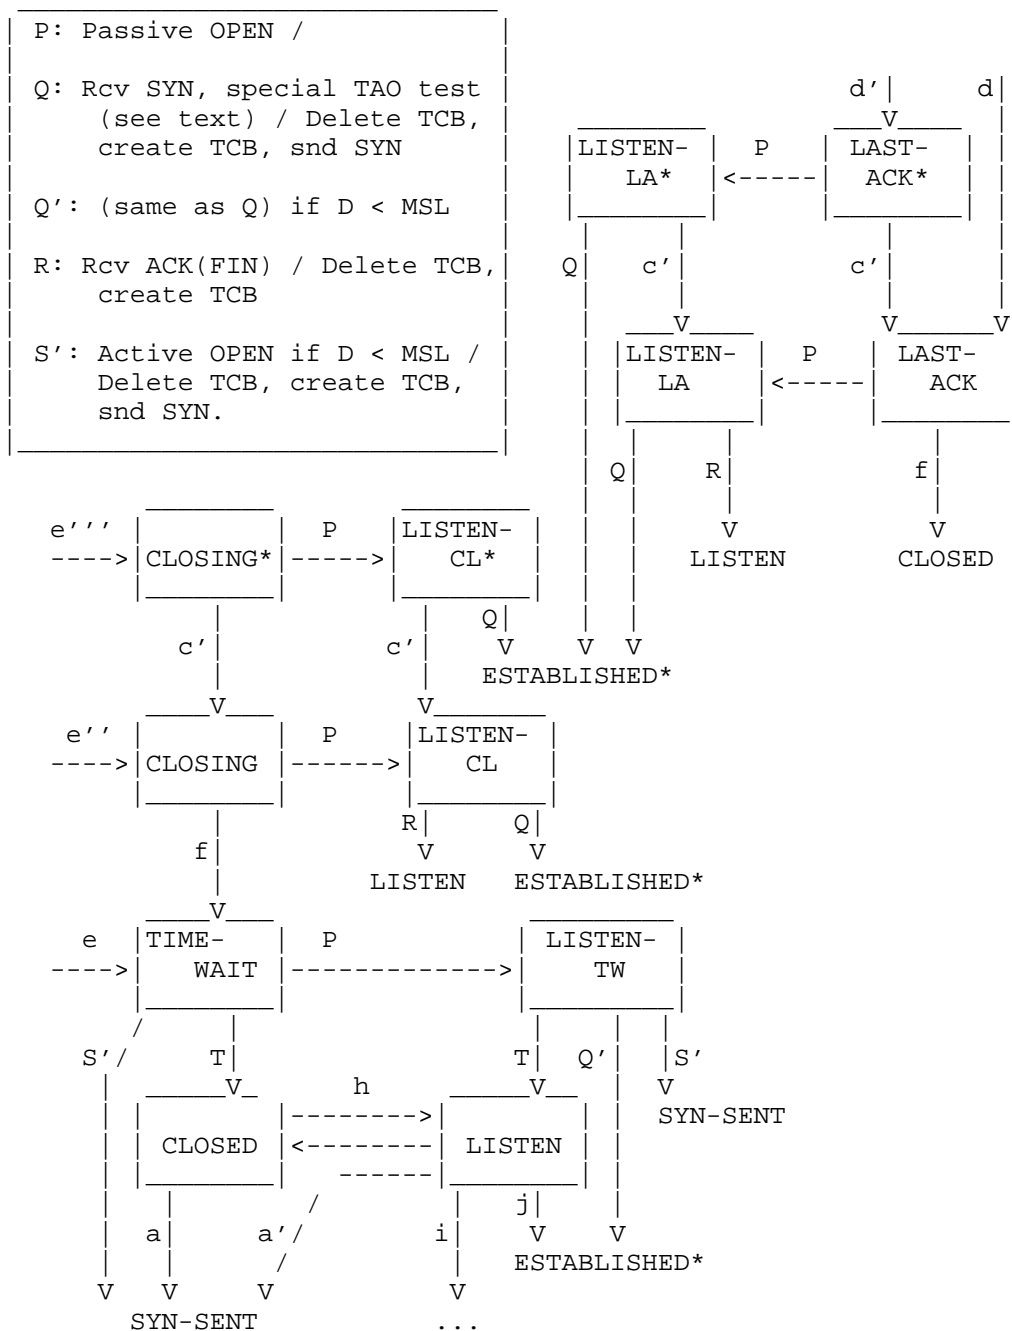 P: Passive OPEN /
Q: Rcv SYN, special TAO test
(see text) / Delete TCB,
create TCB, snd SYN
Q': (same as Q) if D < MSL
R: Rcv ACK(FIN) / Delete TCB,
create TCB
S': Active OPEN if D < MSL /
Delete TCB, create TCB,
snd SYN.
d' d
LISTEN- P LAST-
LA* ACK*
Q c' c'
LISTEN- P LAST-
LA ACK
Q R f
LISTEN CLOSED
e''' P LISTEN-
CLOSING* CL*
Q
c' c'
ESTABLISHED*
e'' P LISTEN-
CLOSING CL
R Q
f
LISTEN ESTABLISHED*
e TIME- P LISTEN-
WAIT TW
S' T T Q' S'
h
SYN-SENT
CLOSED LISTEN
j
a a' i
ESTABLISHED*
SYN-SENT ...